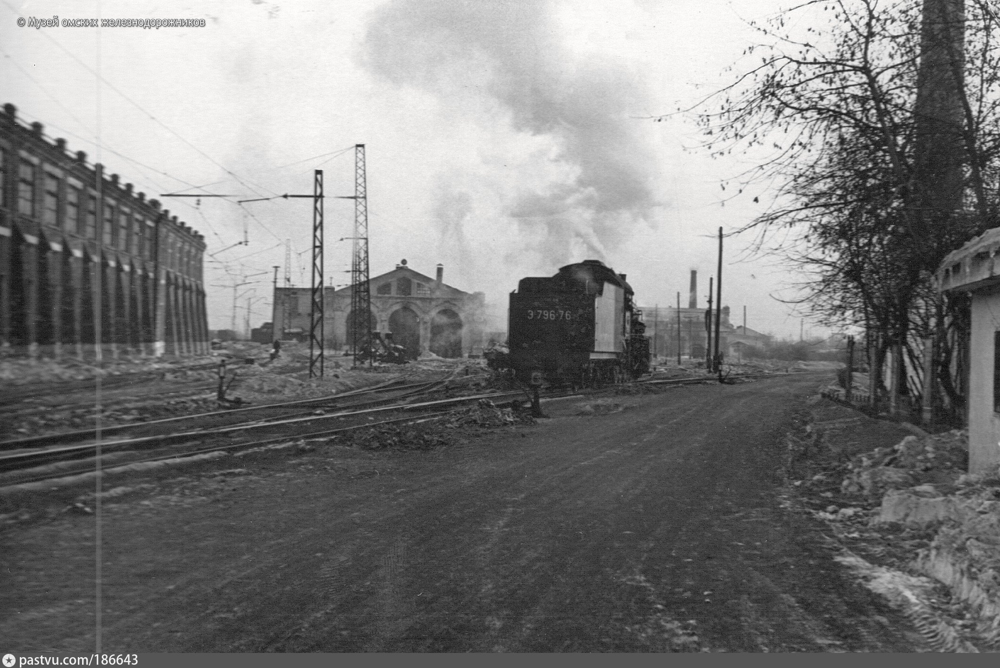 © Музей омских железнодорожников
Э 796-76
pastvu.com/186643